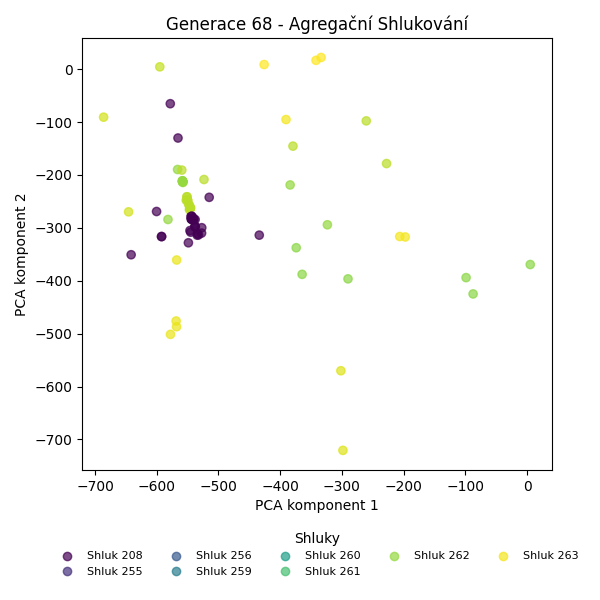 Generace 68 - Agregační Shlukování
PCA komponent 2
0
−100
−200
−300
−400
−500
−600
−700
−700 −600 −500 −400 −300 −200 −100 0
PCA komponent 1
Shluky
Shluk 208 Shluk 256 Shluk 260 Shluk 262 Shluk 263
Shluk 255 Shluk 259 Shluk 261